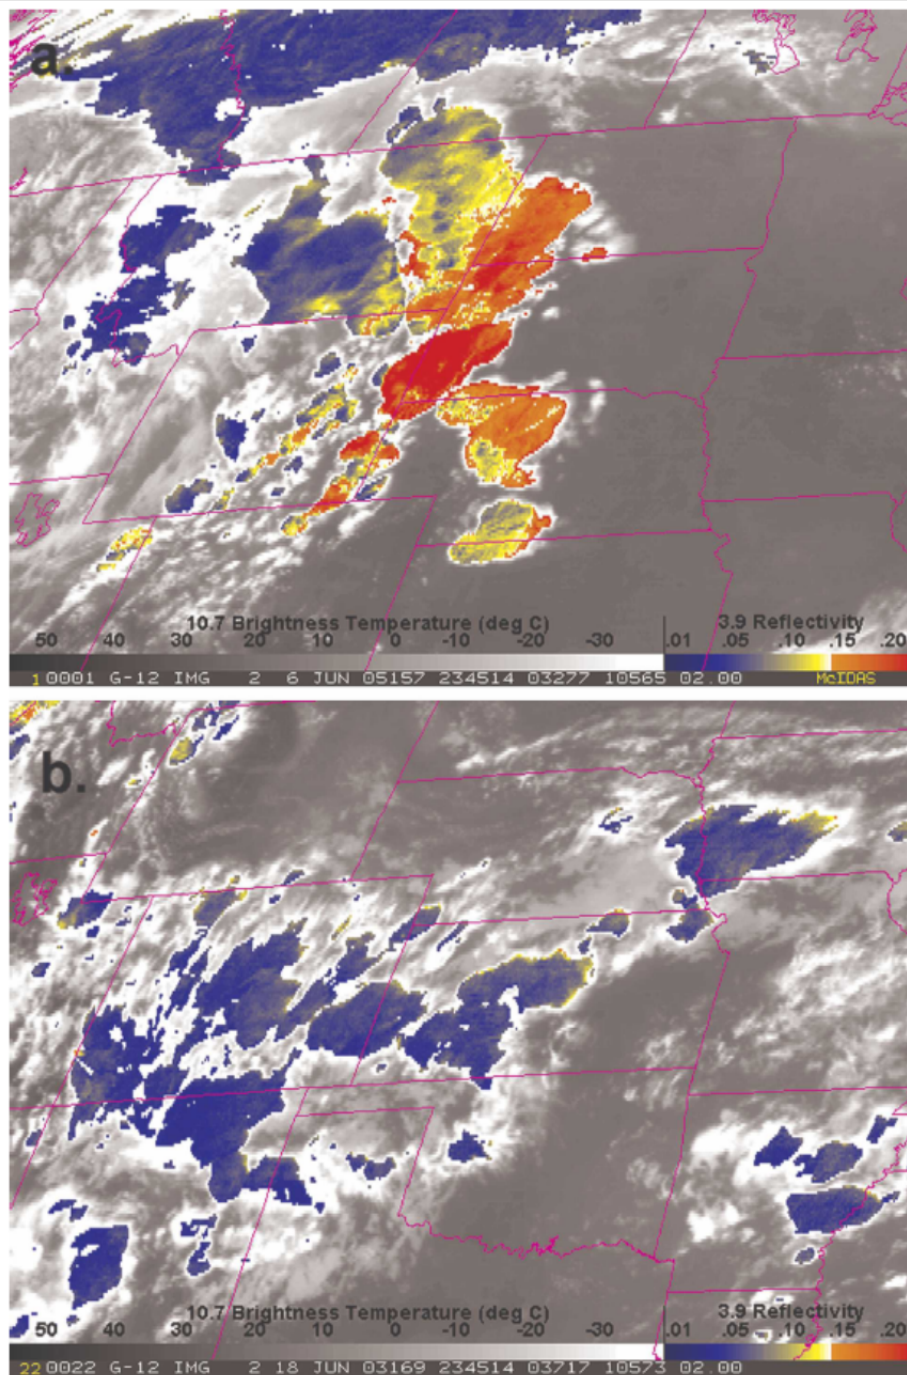 a.
10.7 Brightness Temperature (deg C) 3.9 Reflectivity
50 40 30 20 10 0 -10 -20 -30 .01 .05 .10 .15 .20
1 0001 G-12 IMG 2 6 JUN 05157 234514 03277 10565 02.00 McIDAS
b.
10.7 Brightness Temperature (deg C) 3.9 Reflectivity
50 40 30 20 10 0 -10 -20 -30 .01 .05 .10 .15 .20
22 0022 G-12 IMG 2 18 JUN 03169 234514 03717 10573 02.00